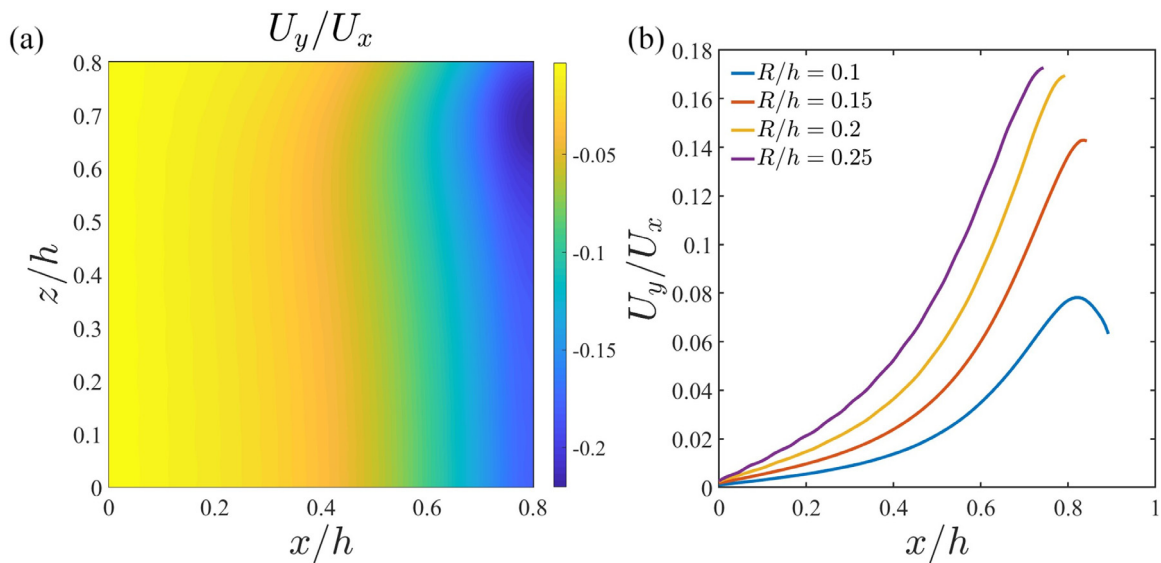 (a)
U_y/U_x
0.8
0.7
0.6
0.5
0.4
0.3
0.2
0.1
0
z/h
0 0.2 0.4 0.6 0.8
x/h
-0.05
-0.1
-0.15
-0.2
(b)
0.18
0.16
0.14
0.12
0.1
0.08
0.06
0.04
0.02
0
U_y/U_x
R/h = 0.1
R/h = 0.15
R/h = 0.2
R/h = 0.25
0 0.2 0.4 0.6 0.8 1
x/h